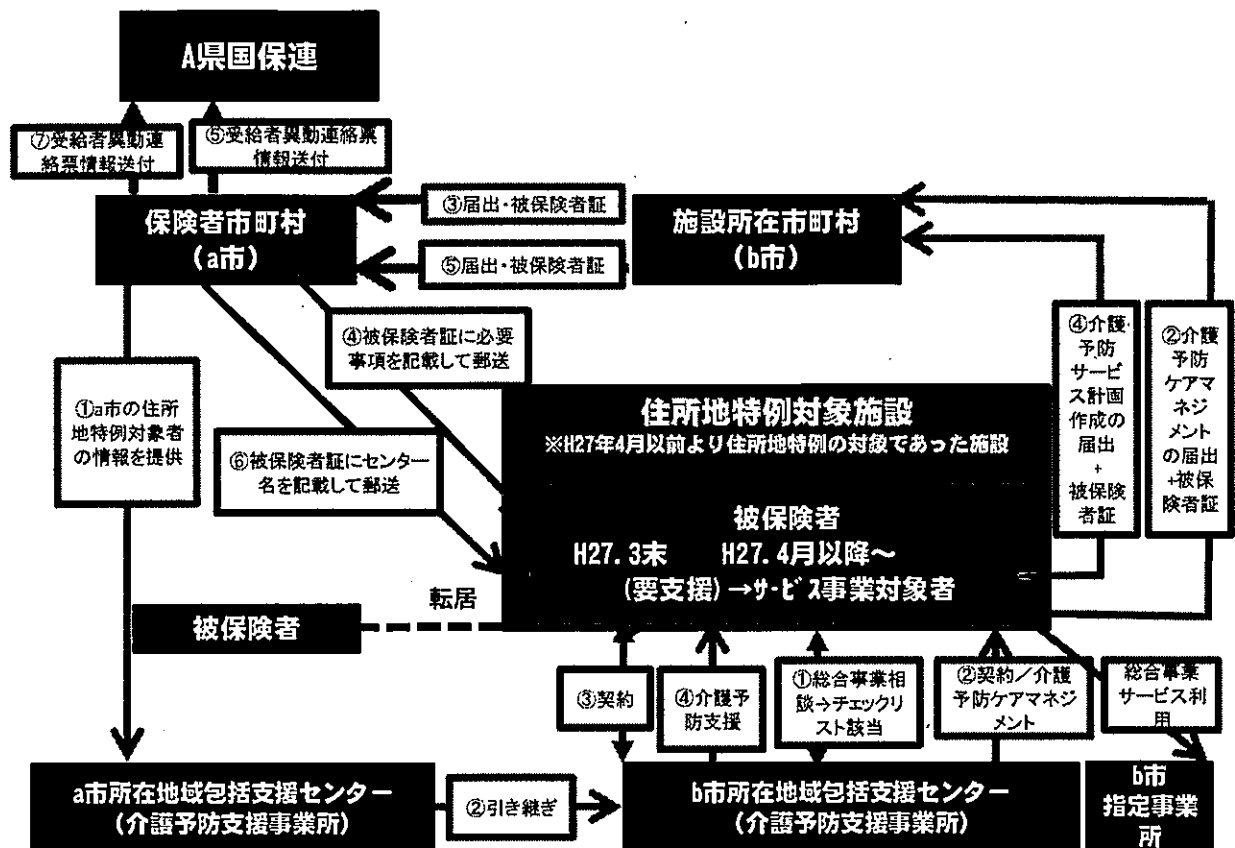 A県国保連
⑦受給者異動連
絡票情報送付
⑤受給者異動連絡票
情報送付
保険者市町村
(a市)
③届出・被保険者証
⑤届出・被保険者証
施設所在市町村
(b市)
①a市の住所
地特例対象者
の情報を提供
④被保険者証に必要
事項を記載して郵送
⑥被保険者証にセンター
名を記載して郵送
④介護
予防
サービ
ス計画
作成の
届出
+
被保険
者証
②介護
予防
ケアマ
ネジ
メント
の届出
+被保
険者証
住所地特例対象施設
※H27年4月以前より住所地特例の対象であった施設
被保険者
H27.3末 H27.4月以降~
(要支援)→サービス事業対象者
転居
被保険者
③契約
④介護予
防支援
①総合事業相
談→チェックリ
スト該当
②契約/介護
予防ケアマネジ
メント
総合事業
サービス利
用
a市所在地域包括支援センター
(介護予防支援事業所)
②引き継ぎ
b市所在地域包括支援センター
(介護予防支援事業所)
b市
指定事業
所